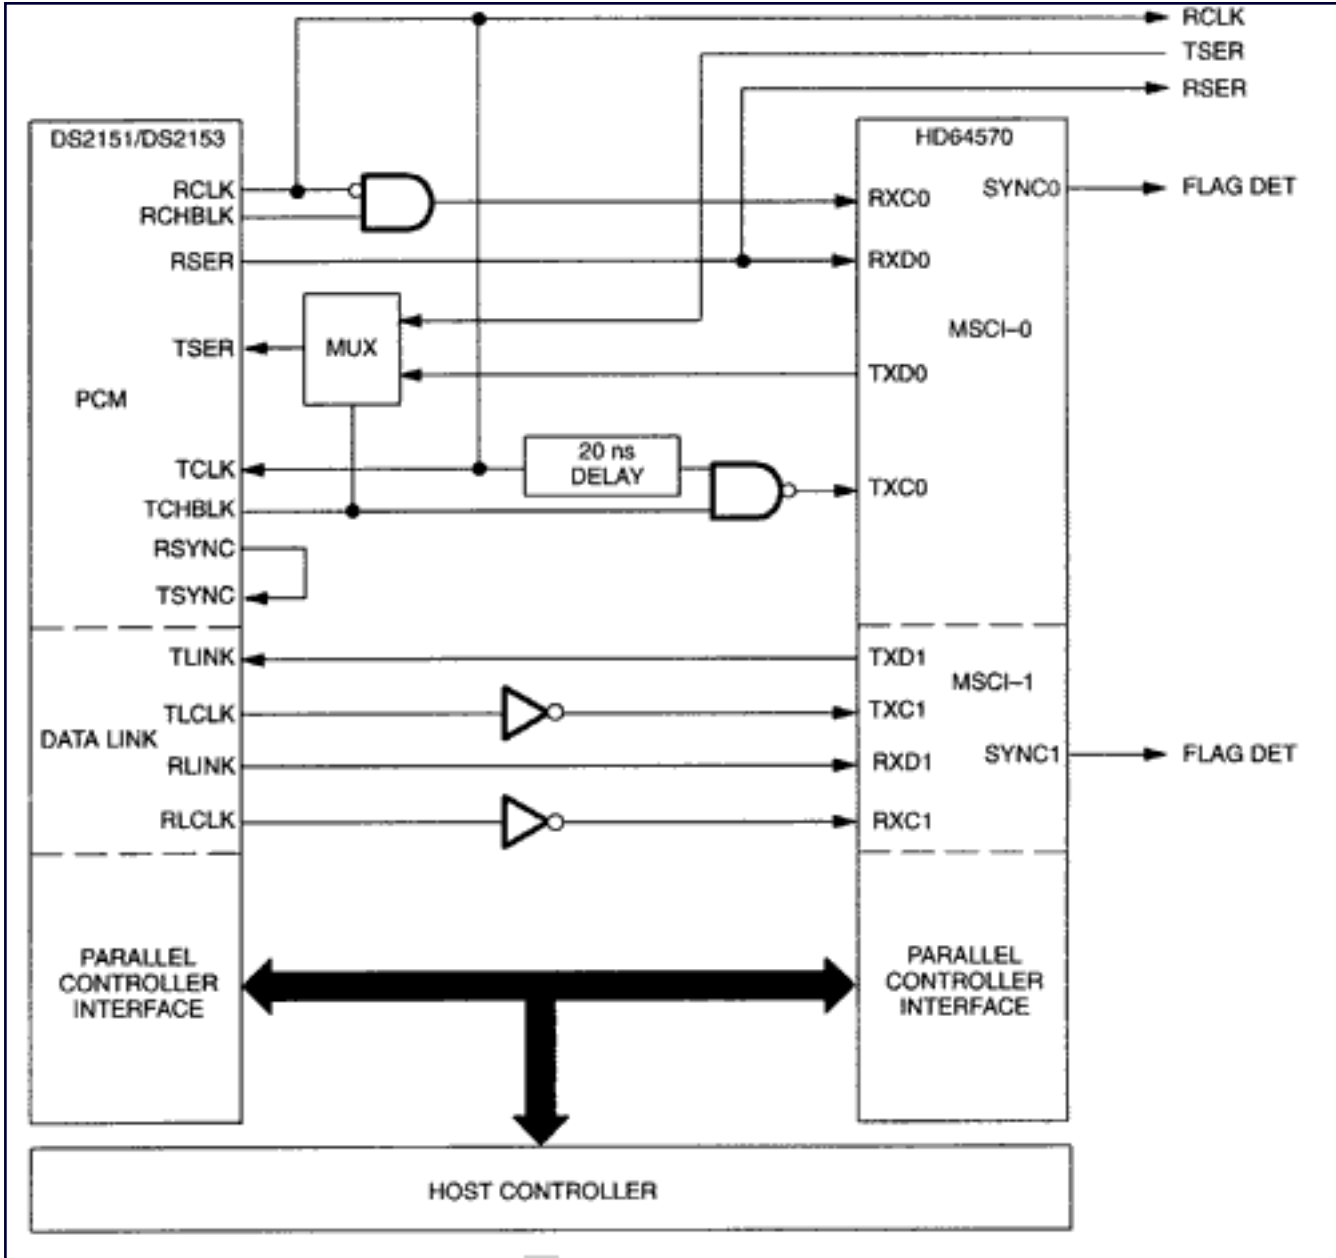 RCLK
TSER
RSER
DS2151/DS2153
HD64570
RCLK
RCHBLK
RXC0
SYNC0
FLAG DET
RSER
RXD0
MSCI–0
TSER
MUX
TXD0
PCM
TCLK
20 ns
DELAY
TXC0
TCHBLK
RSYNC
TSYNC
TLINK
TXD1
MSCI–1
TLCLK
TXC1
DATA LINK
SYNC1
FLAG DET
RLINK
RXD1
RLCLK
RXC1
PARALLEL
CONTROLLER
INTERFACE
PARALLEL
CONTROLLER
INTERFACE
HOST CONTROLLER